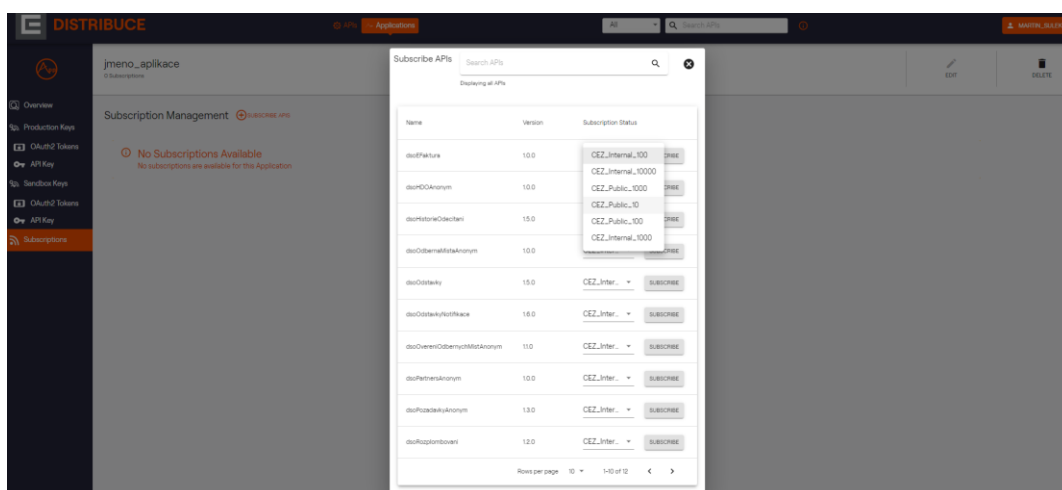 DISTRIBUCE
APIs
Applications
All
Search APIs
jmeno_aplikace
0 Subscriptions
EDIT
DELETE
Overview
Production Keys
OAuth2 Tokens
API Key
Sandbox Keys
OAuth2 Tokens
API Key
Subscriptions
Subscription Management
SUBSCRIBE APIS
No Subscriptions Available
No subscriptions are available for this Application
Subscribe APIs
Search APIs
Displaying all APIs
Name Version Subscription Status
dsoEFaktura 1.0.0
CEZ_Internal_100
CEZ_Internal_10000
dsoHDOAnonym 1.0.0
CEZ_Public_1000
CEZ_Public_10
dsoHistorieOdecitani 1.5.0
CEZ_Public_100
CEZ_Internal_1000
dsoOdbernaMistaAnonym 1.0.0
dsoOdstavky 1.5.0 CEZ_Inter... SUBSCRIBE
dsoOdstavkyNotifikace 1.6.0 CEZ_Inter... SUBSCRIBE
dsoOvereniOdbernychMistAnonym 1.1.0 CEZ_Inter... SUBSCRIBE
dsoPartnersAnonym 1.0.0 CEZ_Inter... SUBSCRIBE
dsoPozadavkyAnonym 1.3.0 CEZ_Inter... SUBSCRIBE
dsoRozplombovani 1.2.0 CEZ_Inter... SUBSCRIBE
Rows per page 10 1-10 of 12